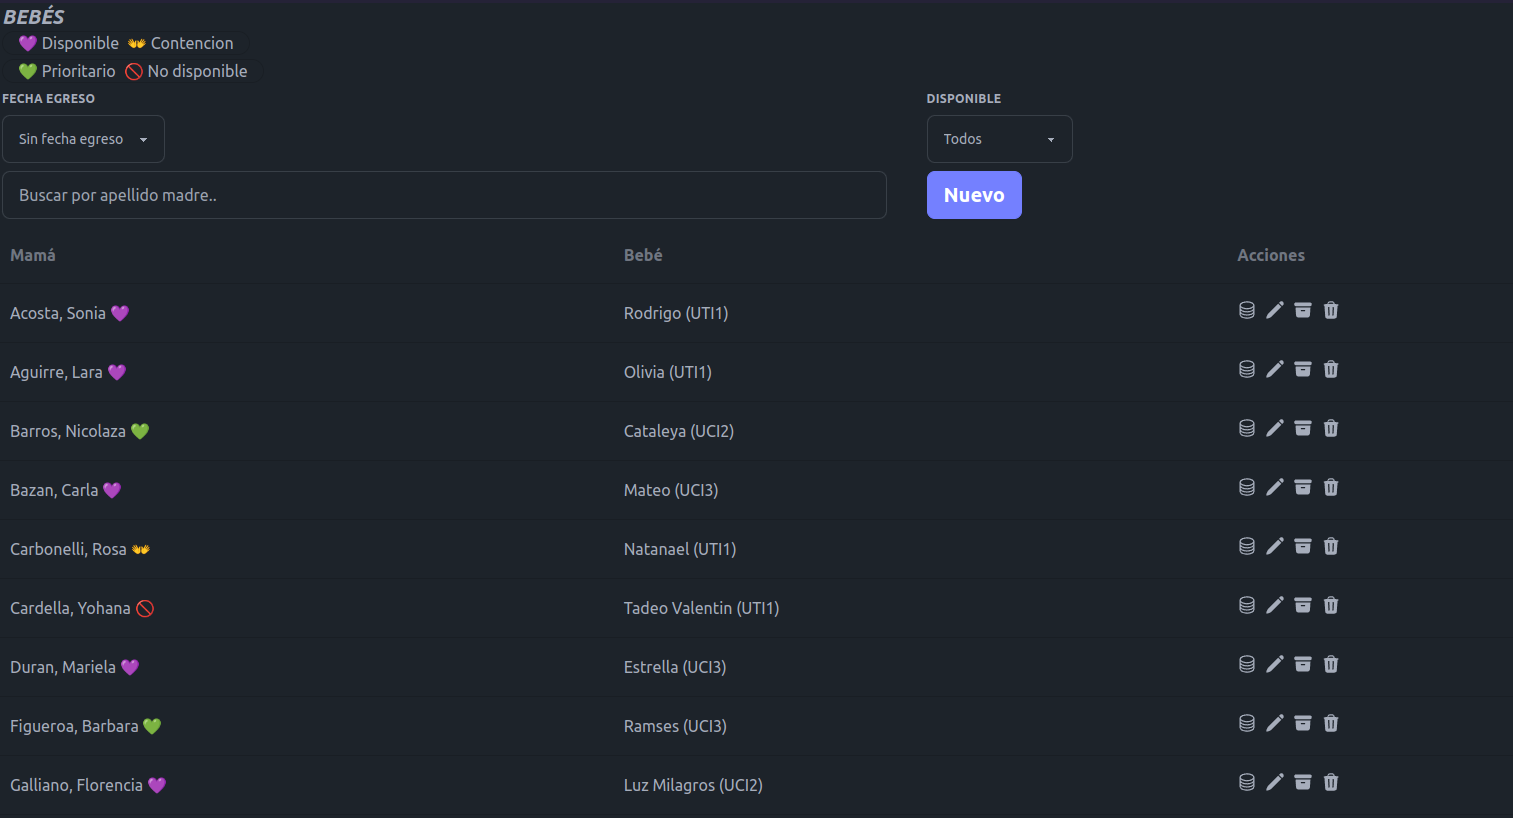 BEBÉS
💜 Disponible 👐 Contencion
💚 Prioritario 🚫 No disponible
FECHA EGRESO
Sin fecha egreso
DISPONIBLE
Todos
Buscar por apellido madre..
Nuevo
Mamá Bebé Acciones
Acosta, Sonia 💜 Rodrigo (UTI1)
Aguirre, Lara 💜 Olivia (UTI1)
Barros, Nicolaza 💚 Cataleya (UCI2)
Bazan, Carla 💜 Mateo (UCI3)
Carbonelli, Rosa 👐 Natanael (UTI1)
Cardella, Yohana 🚫 Tadeo Valentin (UTI1)
Duran, Mariela 💜 Estrella (UCI3)
Figueroa, Barbara 💚 Ramses (UCI3)
Galliano, Florencia 💜 Luz Milagros (UCI2)